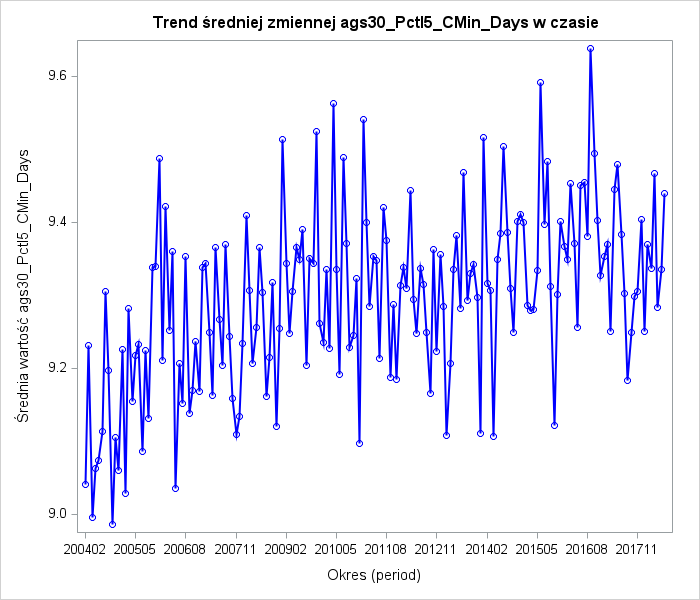 Trend średniej zmiennej ags30_Pctl5_CMin_Days w czasie
Średnia wartość ags30_Pctl5_CMin_Days
9.6
9.4
9.2
9.0
200402 200505 200608 200711 200902 201005 201108 201211 201402 201505 201608 201711
Okres (period)